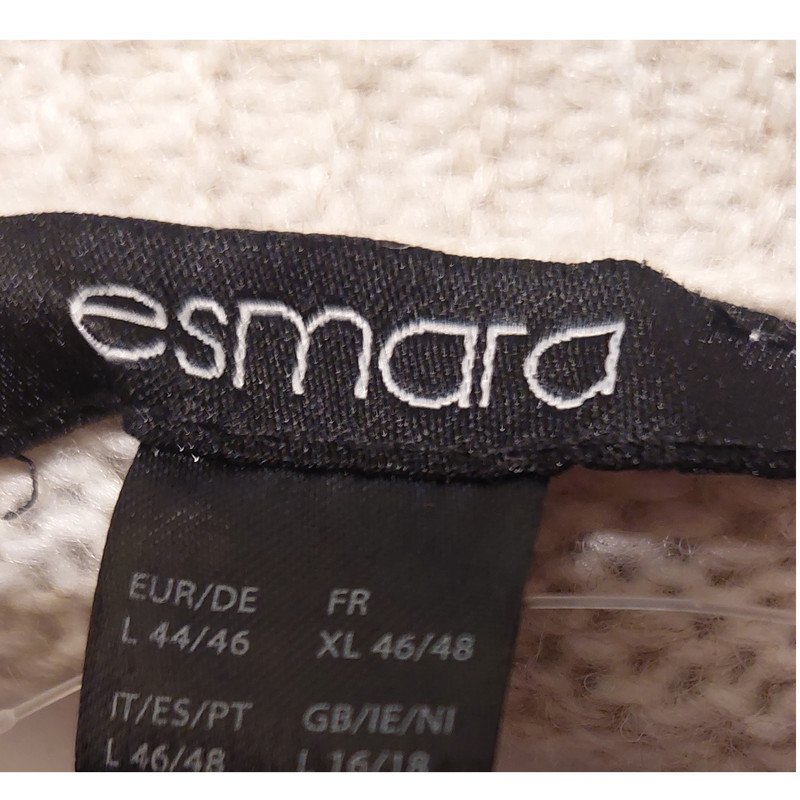 esmara
EUR/DE FR
L 44/46 XL 46/48
IT/ES/PT GB/IE/NI
L 46/48 L 16/18